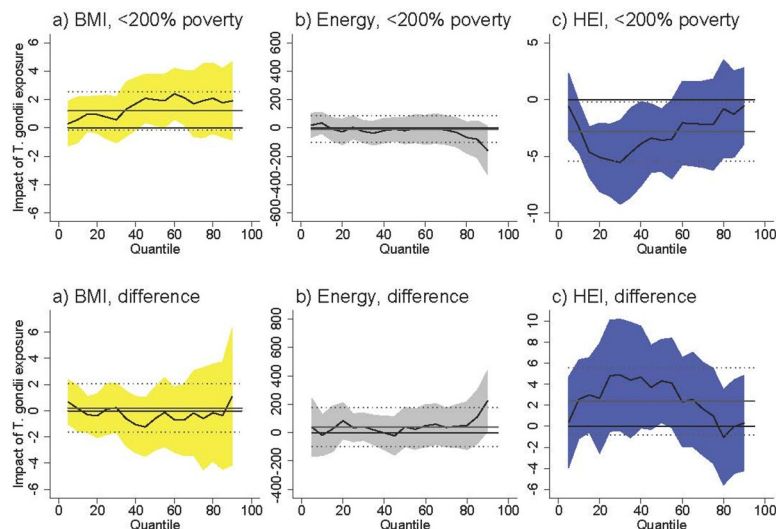 a) BMI, <200% poverty
b) Energy, <200% poverty
c) HEI, <200% poverty
Impact of T. gondi exposure
6
4
2
0
-2
-4
-6
600
400
200
0
-200
-600
5
0
-5
-10
0 20 40 60 80 100
0 20 40 60 80 100
0 20 40 60 80 100
Quantile
Quantile
Quantile
a) BMI, difference
b) Energy, difference
c) HEI, difference
Impact of T. gondi exposure
6
4
2
0
-2
-4
-6
800
600
400
200
0
-200
-400
10
8
6
4
2
0
-2
-4
-6
0 20 40 60 80 100
0 20 40 60 80 100
0 20 40 60 80 100
Quantile
Quantile
Quantile